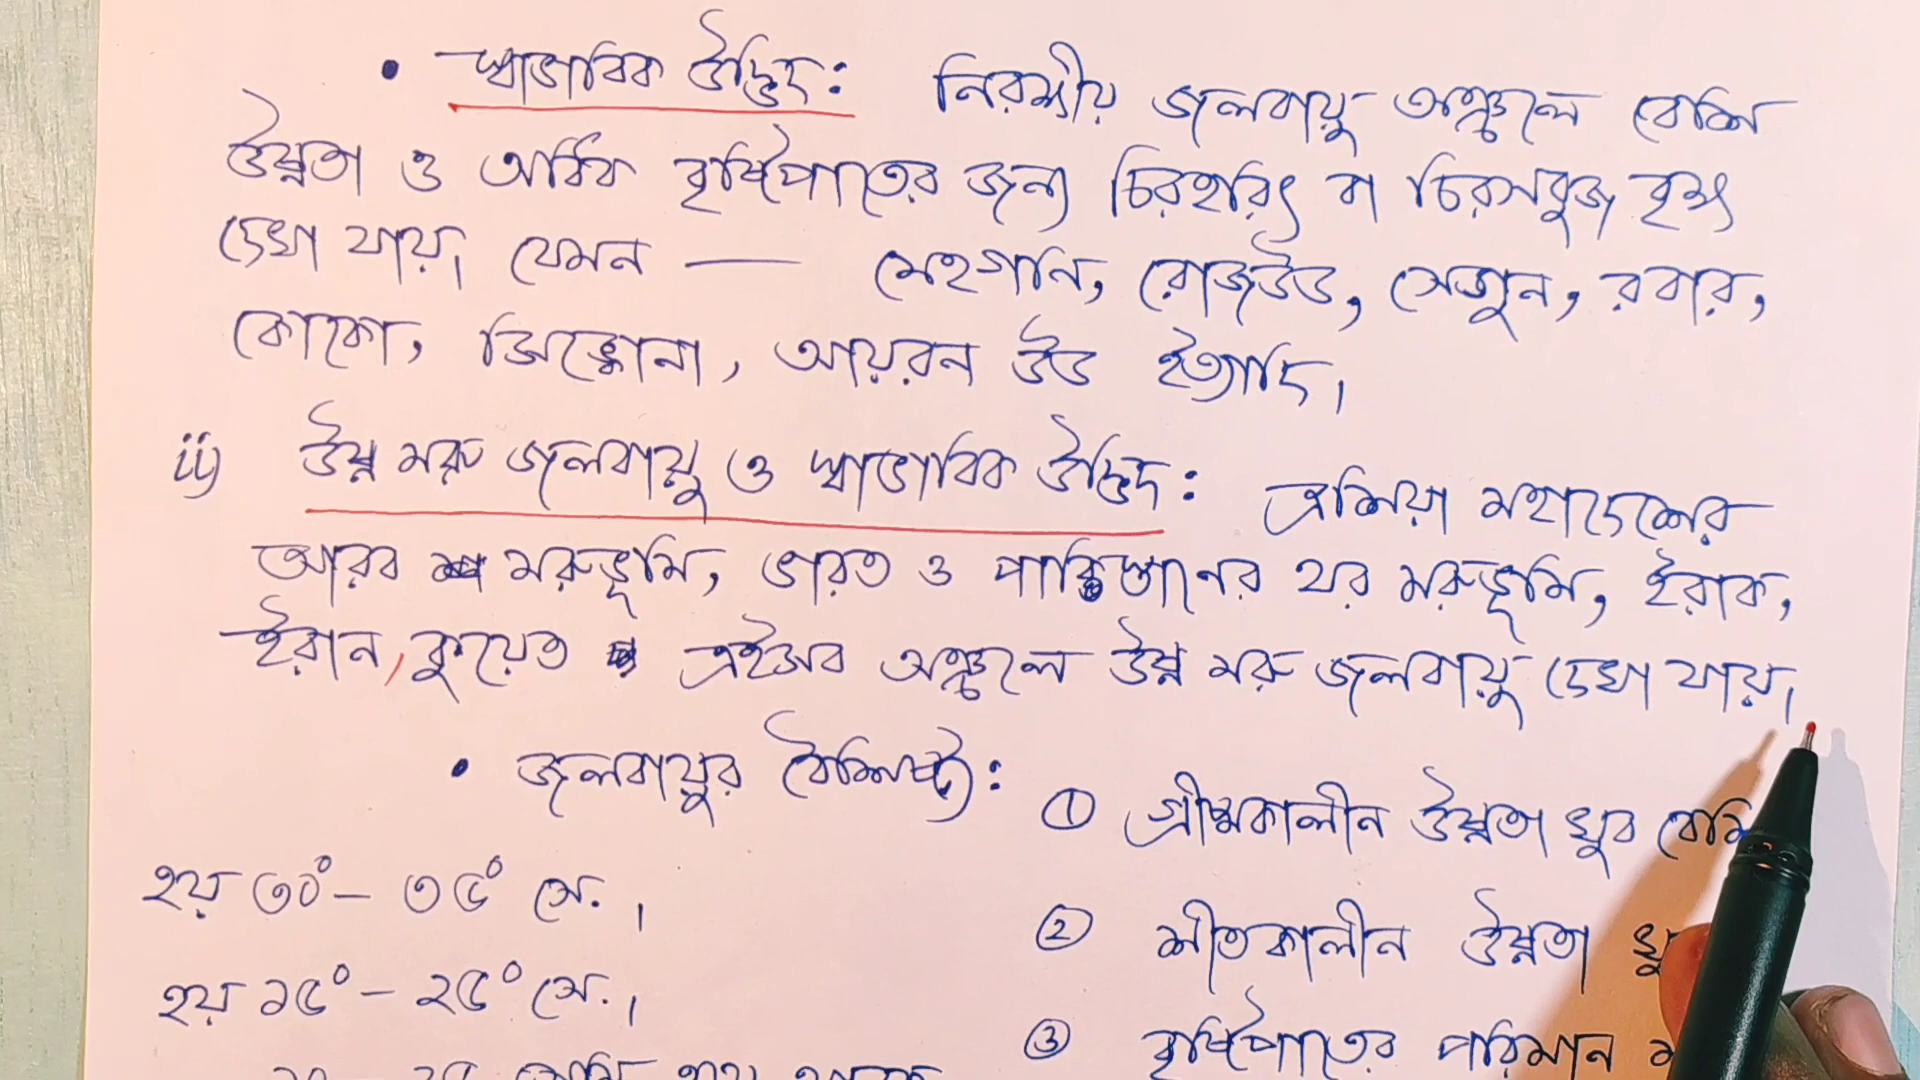 • স্বাভাবিক উদ্ভিদ: নিরক্ষীয় জলবায়ু অঞ্চলে বেশি
উষ্ণতা ও অধিক বৃষ্টিপাতের জন্য চিরহরিৎ বা চিরসবুজ বৃক্ষ
দেখা যায়। যেমন — মেহগনি, রোজউড, সেগুন, রবার,
কোকো, সিঙ্কোনা, আয়রন উড ইত্যাদি।
ii) উষ্ণ মরু জলবায়ু ও স্বাভাবিক উদ্ভিদ: এশিয়া মহাদেশের
আরব মরুভূমি, ভারত ও পাকিস্তানের থর মরুভূমি, ইরাক,
ইরান, কুয়েত এইসব অঞ্চলে উষ্ণ মরু জলবায়ু দেখা যায়।
• জলবায়ুর বৈশিষ্ট্য: ① গ্রীষ্মকালীন উষ্ণতা খুব বেশি
হয় ৩০°– ৩৫° সে.।
② শীতকালীন উষ্ণতা
হয় ১৫°– ২৫° সে.।
③ বৃষ্টিপাতের পরিমান